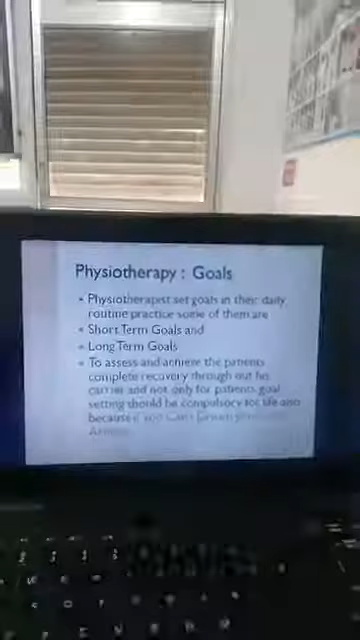 Physiotherapy : Goals
• Physiotherapist set goals in their daily
routine practice some of them are
• Short Term Goals and
• Long Term Goals
• To assess and achieve the patients
complete recovery through out his
carrier and not only for patients goal
setting should be compulsory for life also
because